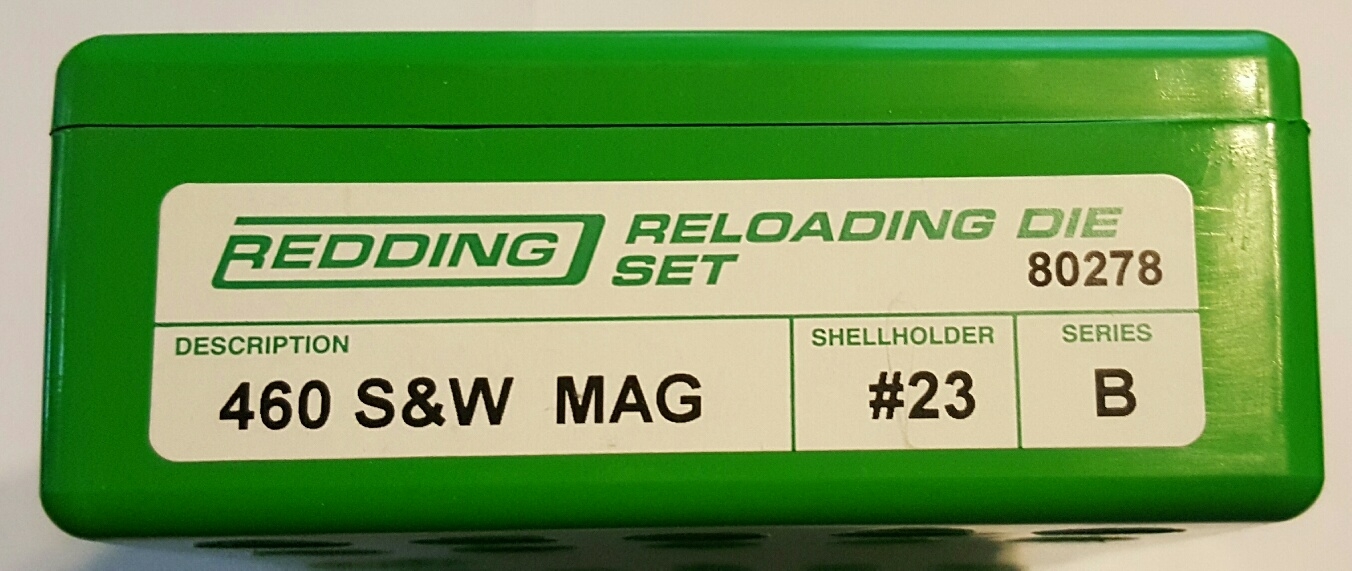 REDDING RELOADING DIE
SET 80278
DESCRIPTION SHELLHOLDER SERIES
460 S&W MAG #23 B